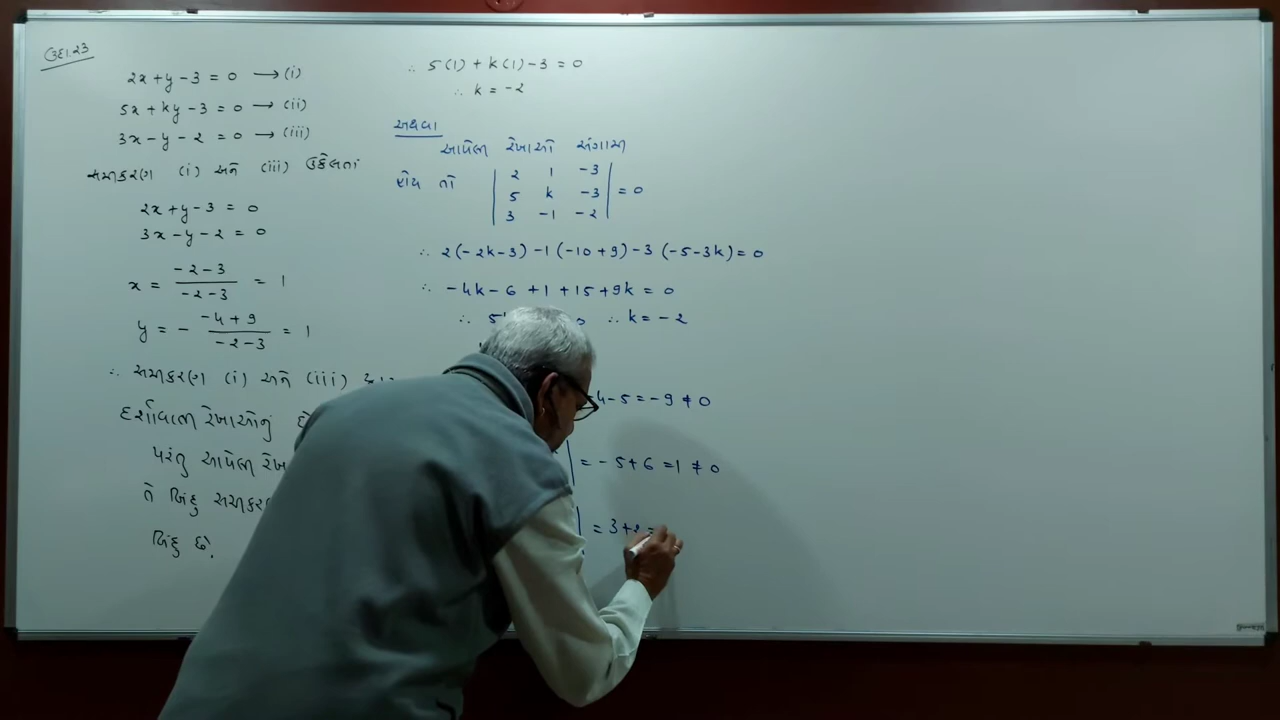 ઉદા.23
2x + y - 3 = 0 → (i)
5x + ky - 3 = 0 → (ii)
3x - y - 2 = 0 → (iii)
સમીકરણ (i) અને (iii) ઉકેલતાં
2x + y - 3 = 0
3x - y - 2 = 0
x = (-2-3)/(-2-3) = 1
y = - (-4+9)/(-2-3) = 1
∴ સમીકરણ (i) અને (iii)
દર્શાવાતી રેખાઓનું
પરંતુ આપેલી
તે બિંદુ
બિંદુ છે.
∴ 5(1) + k(1) - 3 = 0
∴ k = -2
અથવા
આપેલી રેખાઓ સંગામી
હોય તો
| 2 1 -3 |
| 5 k -3 | = 0
| 3 -1 -2 |
∴ 2(-2k-3) - 1(-10+9) - 3(-5-3k) = 0
∴ -4k - 6 + 1 + 15 + 9k = 0
∴ 5 0 ∴ k = -2
4 - 5 = -9 ≠ 0
| = -5 + 6 = 1 ≠ 0
| = 3 + 2 =